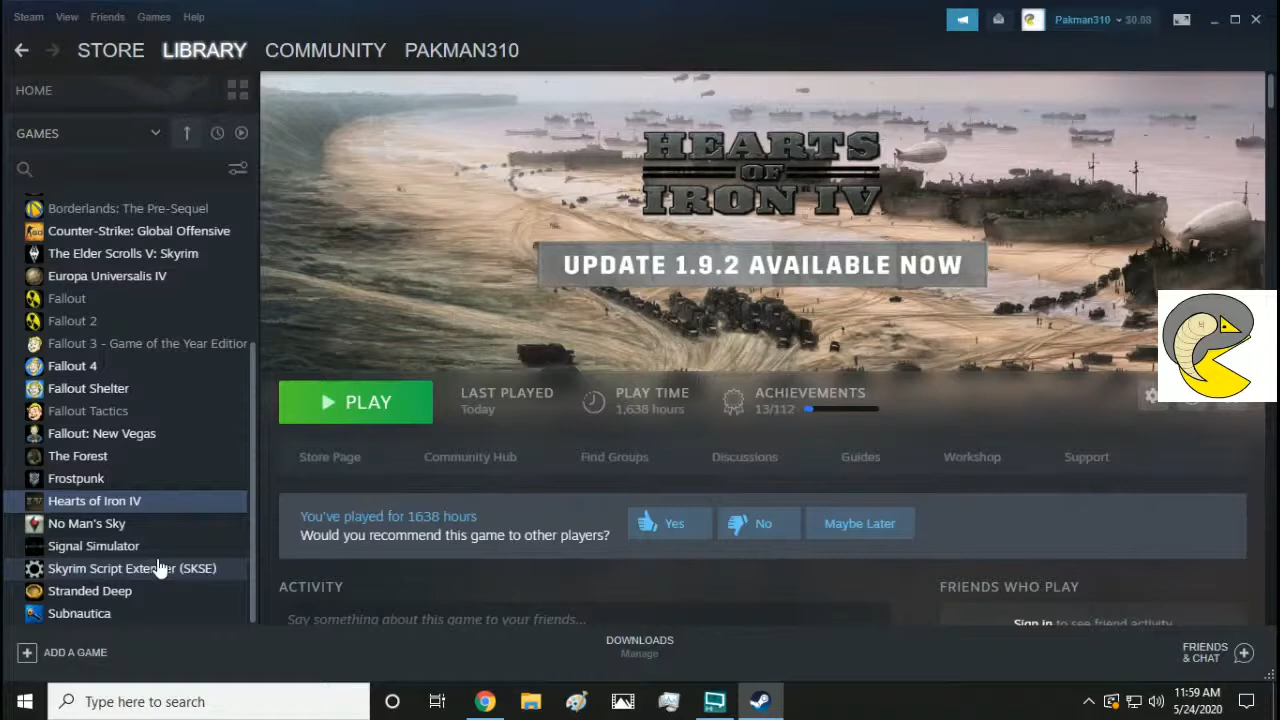 Steam View Friends Games Help
Pakman310 $0.08
STORE LIBRARY COMMUNITY PAKMAN310
HOME
GAMES
Borderlands: The Pre-Sequel
Counter-Strike: Global Offensive
The Elder Scrolls V: Skyrim
Europa Universalis IV
Fallout
Fallout 2
Fallout 3 - Game of the Year Edition
Fallout 4
Fallout Shelter
Fallout Tactics
Fallout: New Vegas
The Forest
Frostpunk
Hearts of Iron IV
No Man's Sky
Signal Simulator
Skyrim Script Extender (SKSE)
Stranded Deep
Subnautica
HEARTS
OF
IRON IV
UPDATE 1.9.2 AVAILABLE NOW
PLAY
LAST PLAYED
Today
PLAY TIME
1,638 hours
ACHIEVEMENTS
13/112
Store Page Community Hub Find Groups Discussions Guides Workshop Support
You've played for 1638 hours
Would you recommend this game to other players?
Yes No Maybe Later
ACTIVITY
Say something about this game to your friends...
FRIENDS WHO PLAY
Sign in to see friend activity
ADD A GAME
DOWNLOADS
Manage
FRIENDS
& CHAT
Type here to search
11:59 AM
5/24/2020